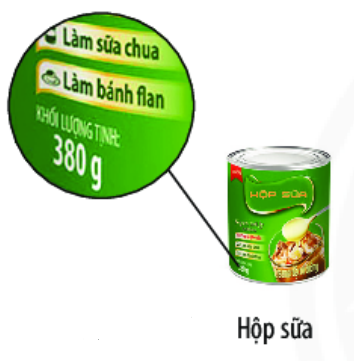 Làm sữa chua
Làm bánh flan
KHỐI LƯỢNG TỊNH:
380 g
HỘP SỮA
Hộp sữa